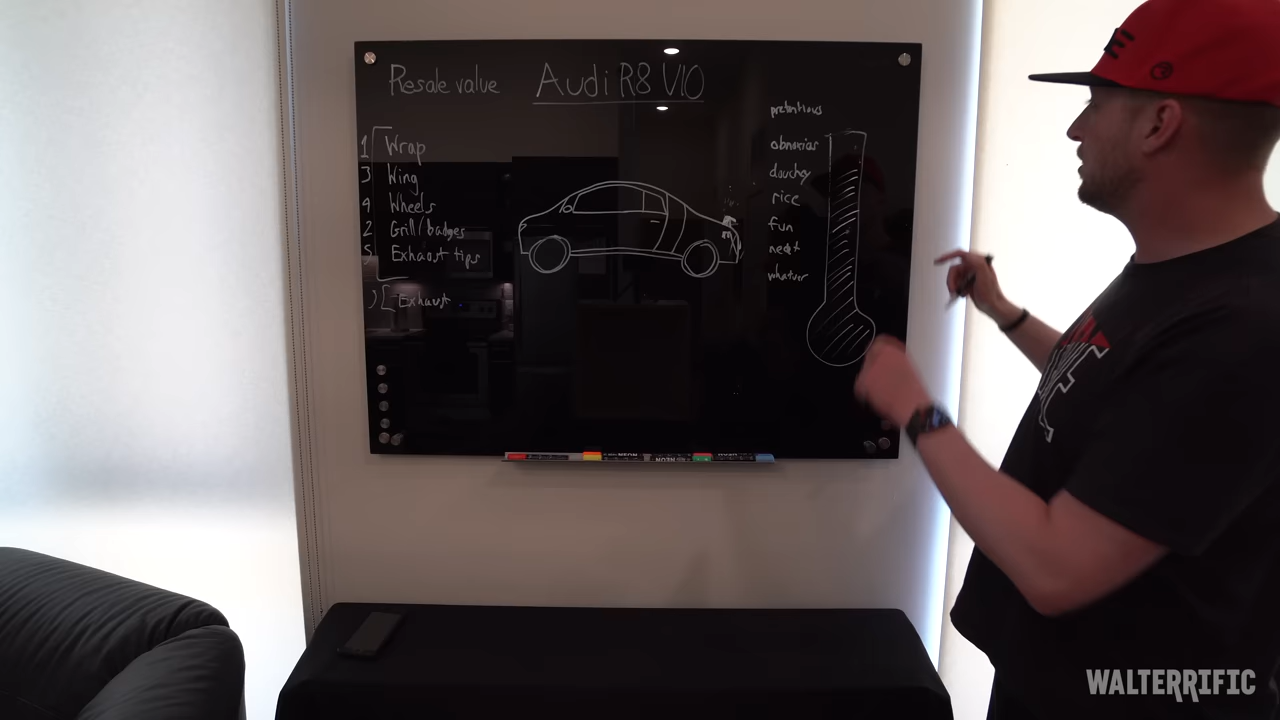 Resale value Audi R8 V10
1 Wrap
3 Wing
4 Wheels
2 Grill/badges
5 Exhaust tips
Exhaust
pretentious
obnoxious
douchey
rice
fun
neat
whatever
WALTERRIFIC